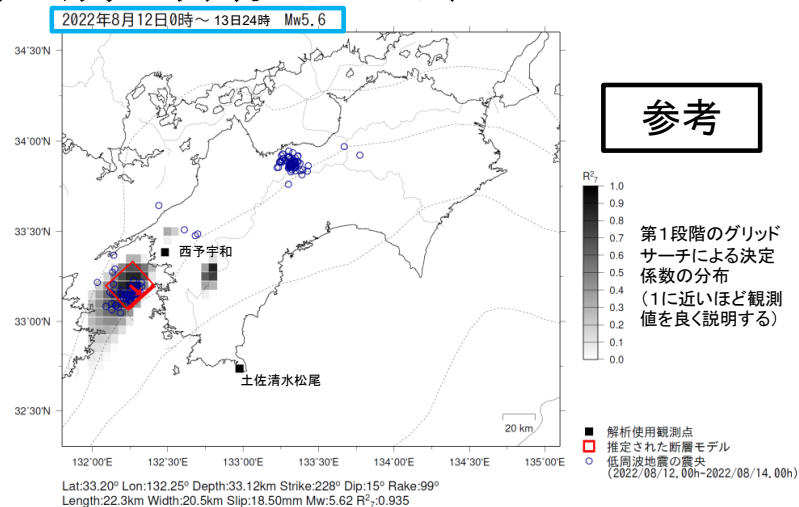 2022年8月12日0時～ 13日24時 Mw5.6
参考
34°30'N
34°00'N
33°30'N
33°00'N
32°30'N
132°00'E
132°30'E
133°00'E
133°30'E
134°00'E
134°30'E
135°00'E
西予宇和
土佐清水松尾
20 km
R²₇
1.0
0.9
0.8
0.7
0.6
0.5
0.4
0.3
0.2
0.1
0.0
第１段階のグリッド
サーチによる決定
係数の分布
（1に近いほど観測
値を良く説明する）
解析使用観測点
推定された断層モデル
低周波地震の震央
(2022/08/12,00h-2022/08/14.00h)
Lat:33.20° Lon:132.25° Depth:33.12km Strike:228° Dip:15° Rake:99°
Length:22.3km Width:20.5km Slip:18.50mm Mw:5.62 R²₇:0.935